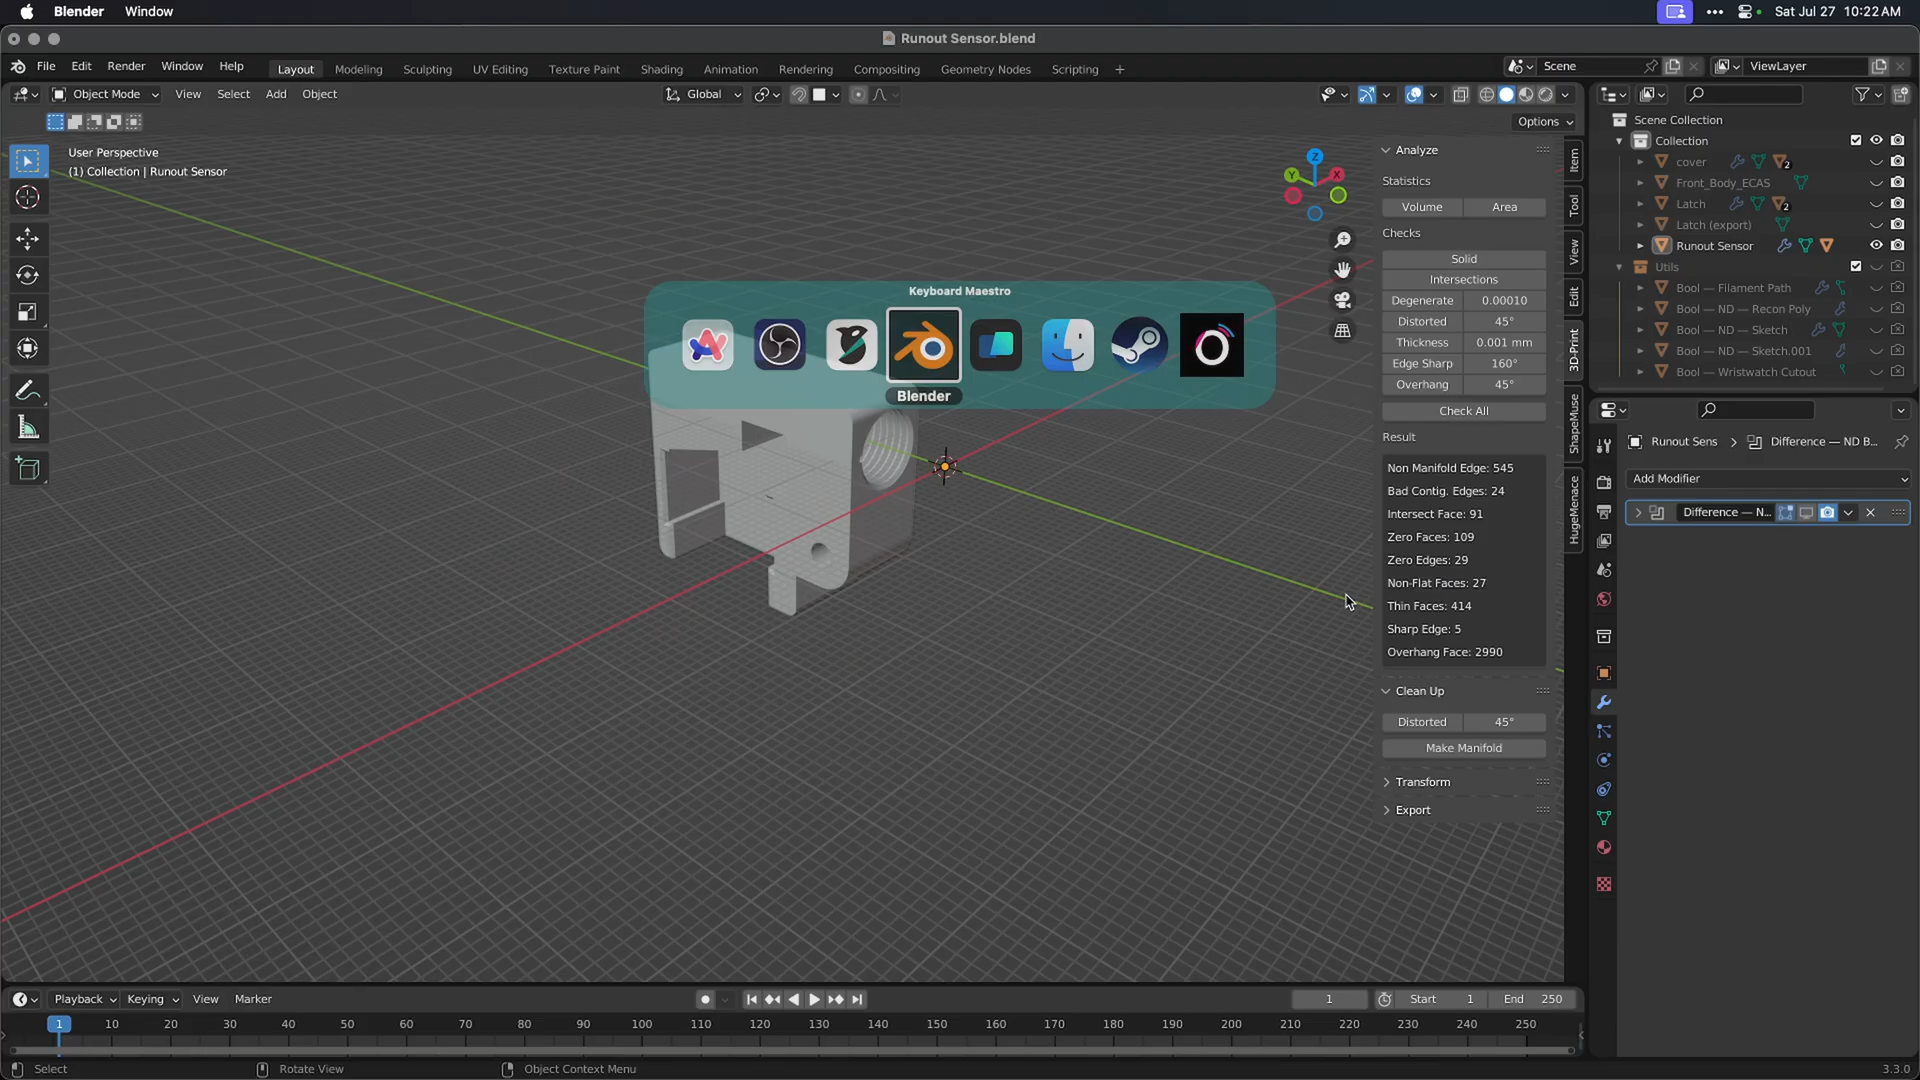 Blender
Window
Sat Jul 27 10:22 AM
Runout Sensor.blend
File Edit Render Window Help
Layout Modeling Sculpting UV Editing Texture Paint Shading Animation Rendering Compositing Geometry Nodes Scripting +
Scene
ViewLayer
Object Mode View Select Add Object
Global
Options
User Perspective
(1) Collection | Runout Sensor
Z
Y
X
Keyboard Maestro
Blender
Analyze
Statistics
Volume Area
Checks
Solid
Intersections
Degenerate 0.00010
Distorted 45°
Thickness 0.001 mm
Edge Sharp 160°
Overhang 45°
Check All
Result
Non Manifold Edge: 545
Bad Contig. Edges: 24
Intersect Face: 91
Zero Faces: 109
Zero Edges: 29
Non-Flat Faces: 27
Thin Faces: 414
Sharp Edge: 5
Overhang Face: 2990
Clean Up
Distorted 45°
Make Manifold
Transform
Export
Item
Tool
View
Edit
3D-Print
ShapeMuse
HugeMenace
Scene Collection
Collection
cover 2
Front_Body_ECAS
Latch 2
Latch (export)
Runout Sensor
Utils
Bool — Filament Path
Bool — ND — Recon Poly
Bool — ND — Sketch
Bool — ND — Sketch.001
Bool — Wristwatch Cutout
Runout Sens Difference — ND B...
Add Modifier
Difference — N...
Playback Keying View Marker
1 Start 1 End 250
1 10 20 30 40 50 60 70 80 90 100 110 120 130 140 150 160 170 180 190 200 210 220 230 240 250
Select
Rotate View
Object Context Menu
3.3.0